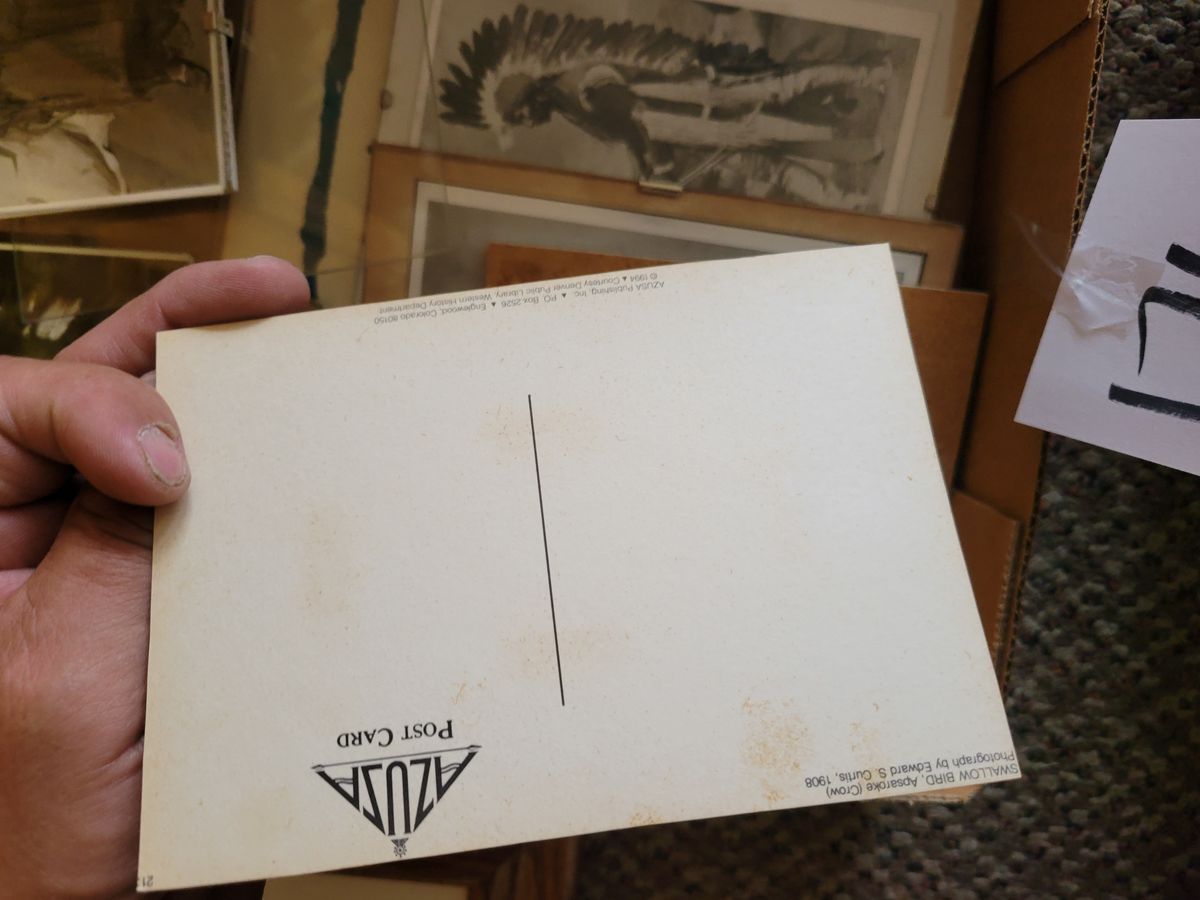 SWALLOW BIRD, Apsaroke (Crow)
Photograph by Edward S. Curtis, 1908
AZUSA
POST CARD
AZUSA Publishing, Inc. ▲ P.O. Box 2526 ▲ Englewood, Colorado 80150
© 1994 ▲ Courtesy Denver Public Library, Western History Department